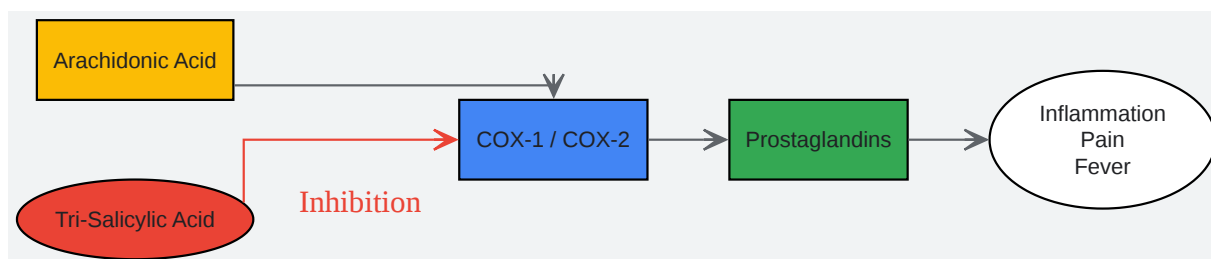 Arachidonic Acid
COX-1 / COX-2
Prostaglandins
Inflammation
Pain
Fever
Inhibition
Tri-Salicylic Acid